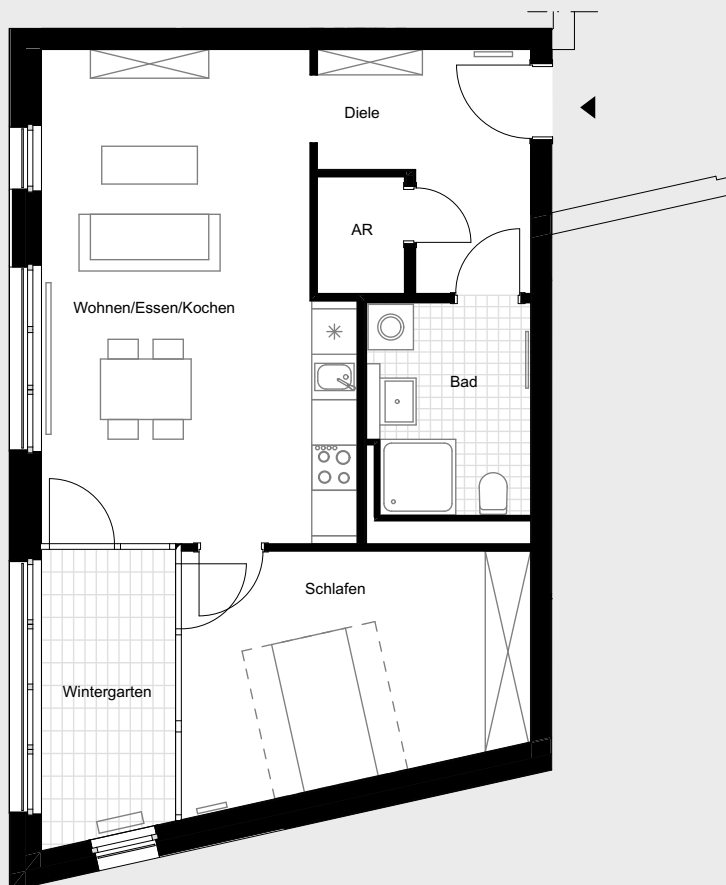 Diele
AR
Wohnen/Essen/Kochen
Bad
Schlafen
Wintergarten